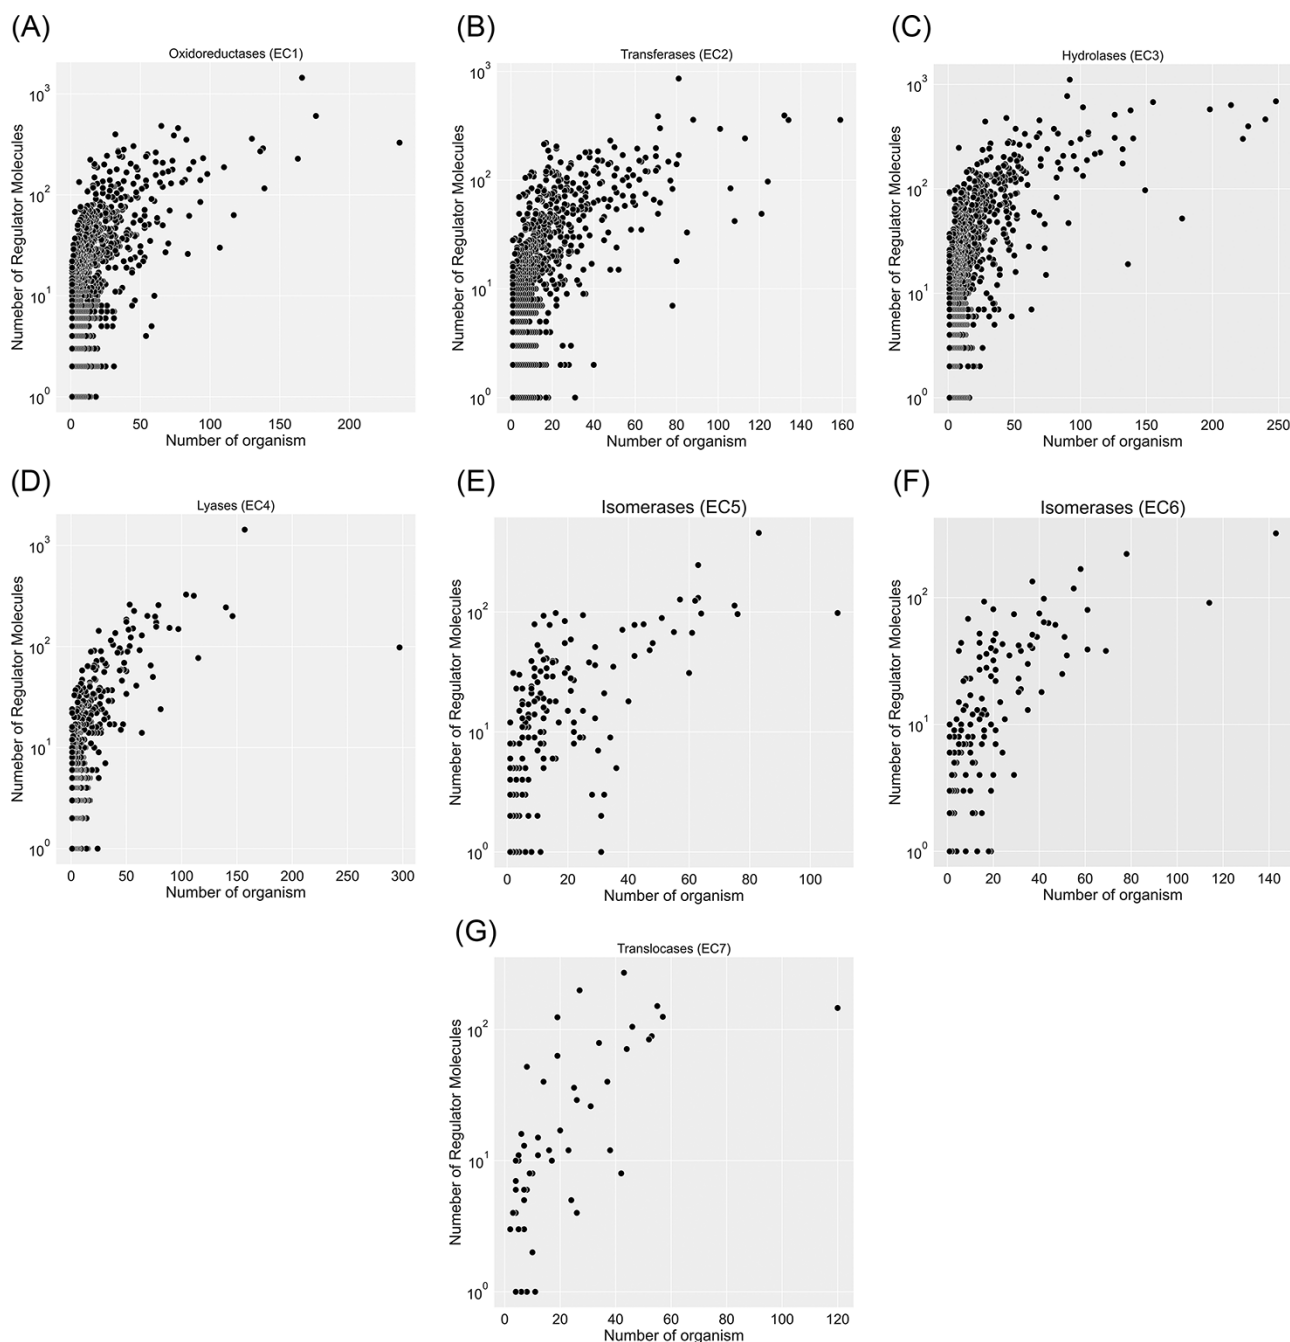 (A)
Oxidoreductases (EC1)
Numeber of Regulator Molecules
10^3
10^2
10^1
10^0
0 50 100 150 200
Number of organism
(B)
Transferases (EC2)
Numeber of Regulator Molecules
10^3
10^2
10^1
10^0
0 20 40 60 80 100 120 140 160
Number of organism
(C)
Hydrolases (EC3)
Numeber of Regulator Molecules
10^3
10^2
10^1
10^0
0 50 100 150 200 250
Number of organism
(D)
Lyases (EC4)
Numeber of Regulator Molecules
10^3
10^2
10^1
10^0
0 50 100 150 200 250 300
Number of organism
(E)
Isomerases (EC5)
Numeber of Regulator Molecules
10^2
10^1
10^0
0 20 40 60 80 100
Number of organism
(F)
Isomerases (EC6)
Numeber of Regulator Molecules
10^2
10^1
10^0
0 20 40 60 80 100 120 140
Number of organism
(G)
Translocases (EC7)
Numeber of Regulator Molecules
10^2
10^1
10^0
0 20 40 60 80 100 120
Number of organism